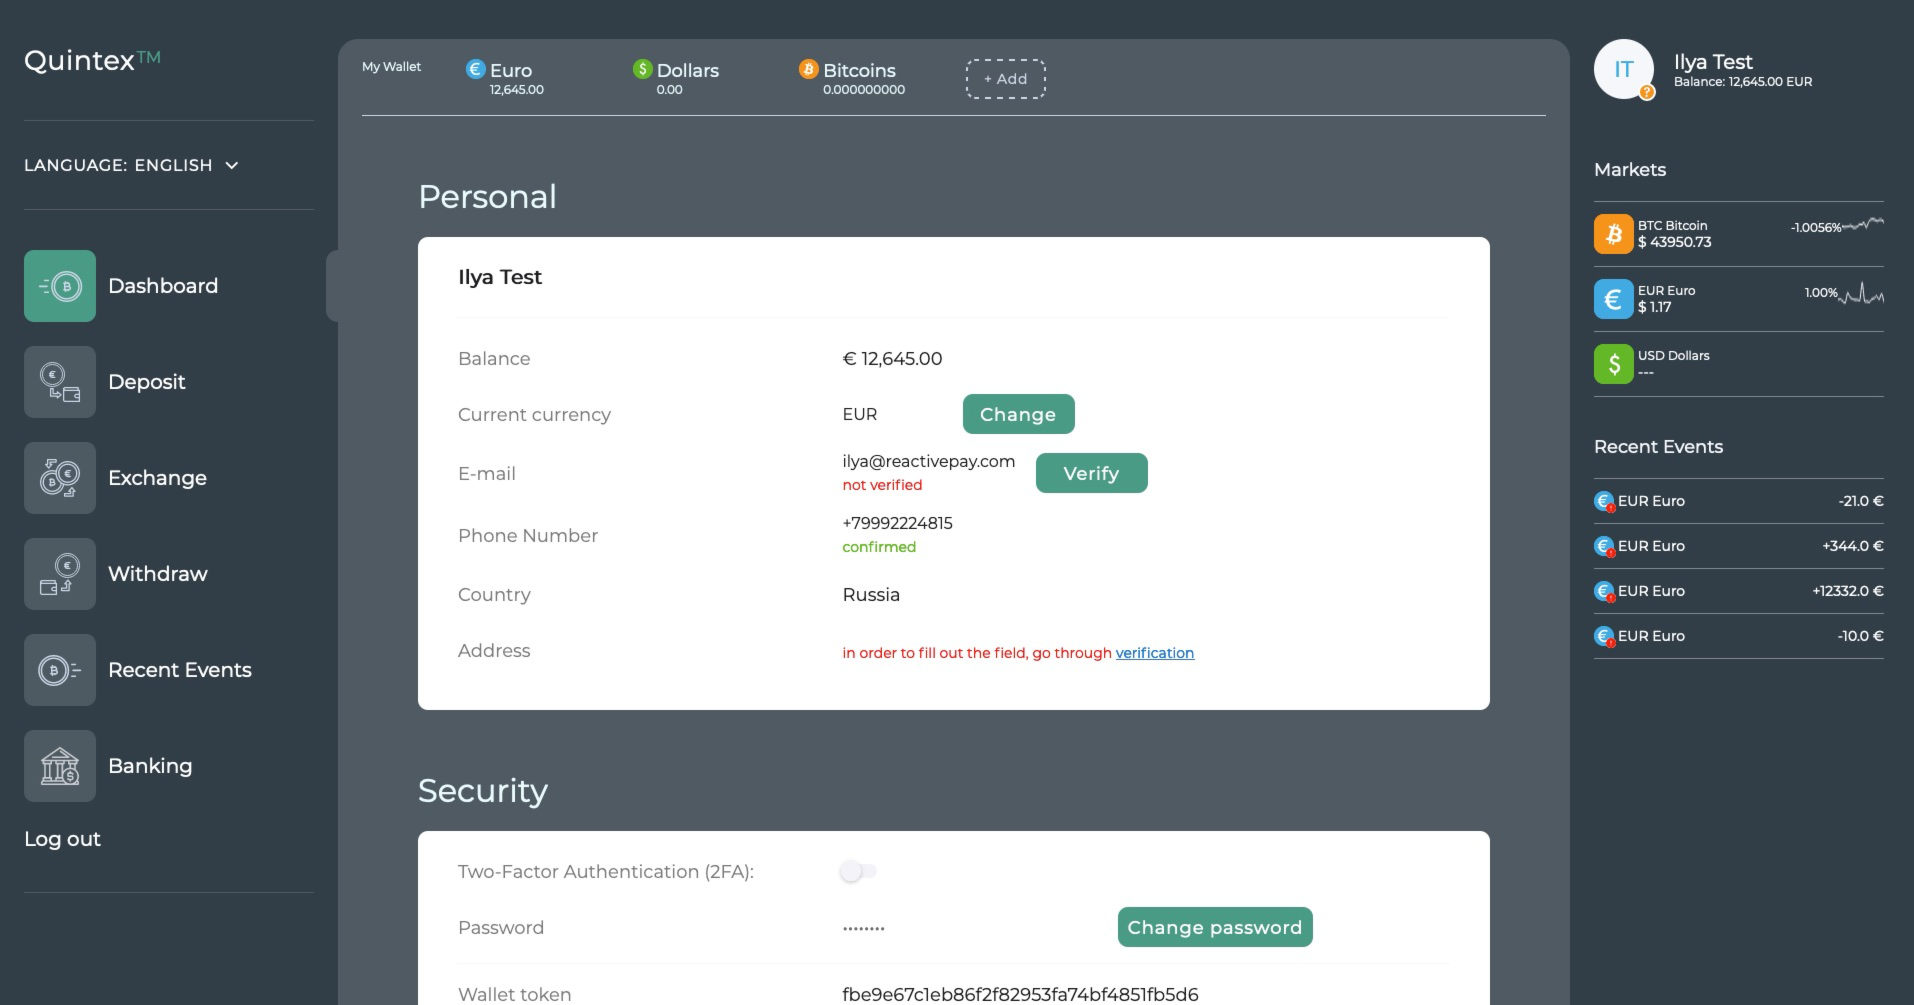 Quintex™
LANGUAGE: ENGLISH
Dashboard
Deposit
Exchange
Withdraw
Recent Events
Banking
Log out
My Wallet
€ Euro
12,645.00
$ Dollars
0.00
Bitcoins
0.000000000
+ Add
Personal
Ilya Test
Balance € 12,645.00
Current currency EUR Change
E-mail ilya@reactivepay.com Verify
not verified
Phone Number +79992224815
confirmed
Country Russia
Address in order to fill out the field, go through verification
Security
Two-Factor Authentication (2FA):
Password •••••••• Change password
Wallet token fbe9e67c1eb86f2f82953fa74bf4851fb5d6
IT
?
Ilya Test
Balance: 12,645.00 EUR
Markets
BTC Bitcoin -1.0056%
$ 43950.73
€ EUR Euro 1.00%
$ 1.17
$ USD Dollars
---
Recent Events
€ EUR Euro -21.0 €
€ EUR Euro +344.0 €
€ EUR Euro +12332.0 €
€ EUR Euro -10.0 €